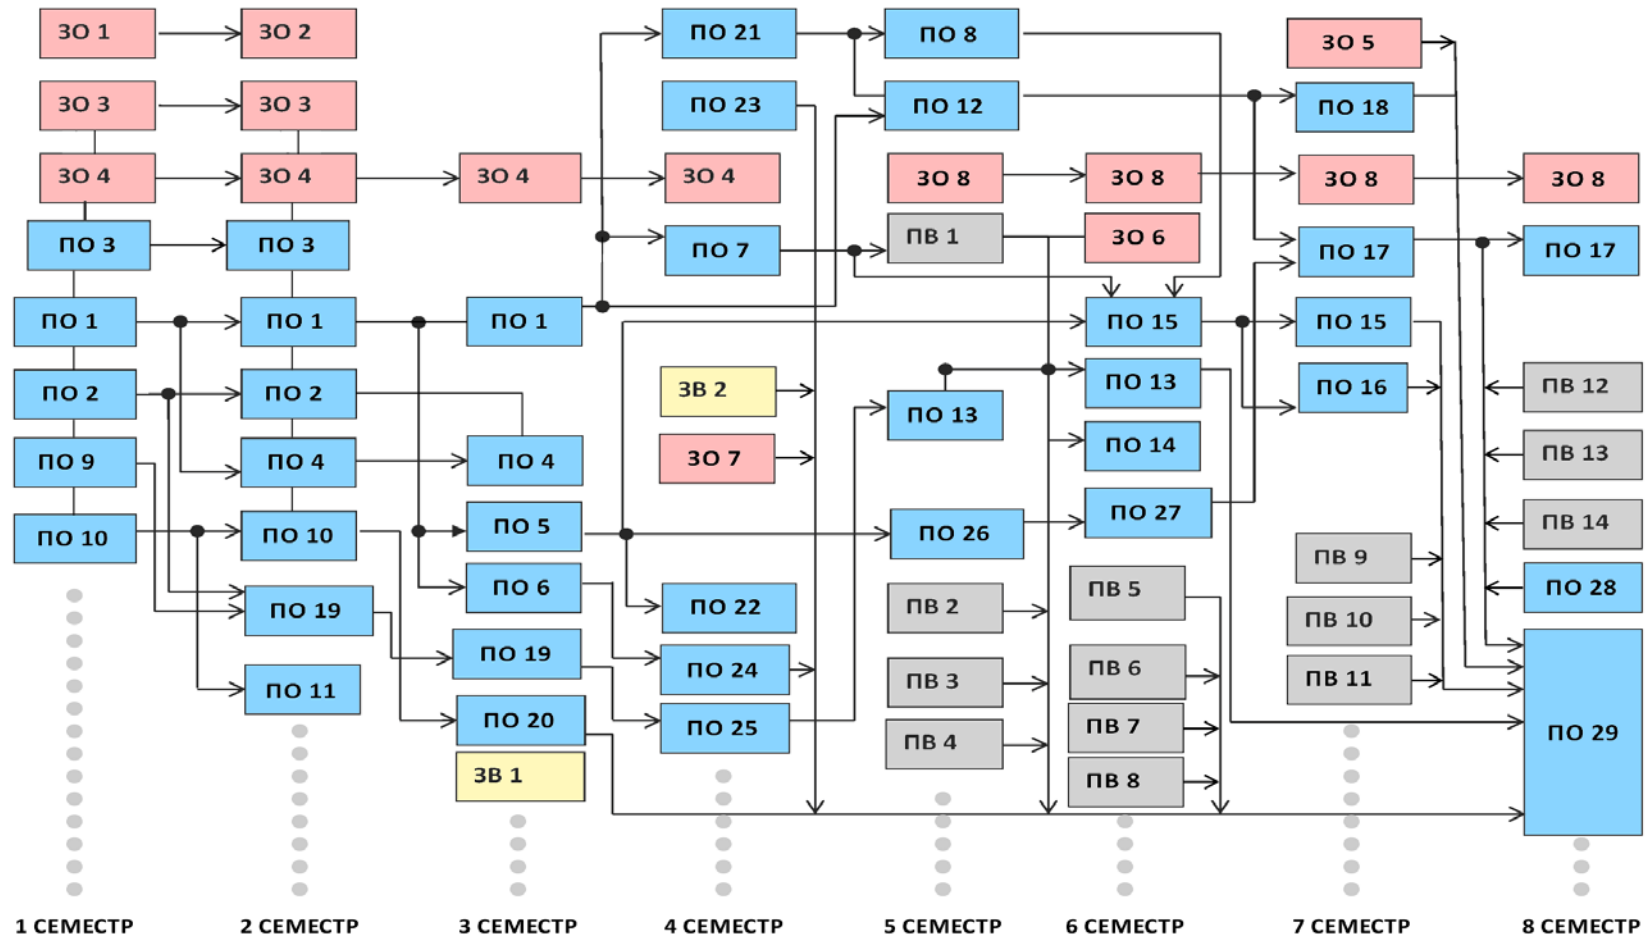 ЗО 1
ЗО 3
ЗО 4
ПО 3
ПО 1
ПО 2
ПО 9
ПО 10
1 СЕМЕСТР
ЗО 2
ЗО 3
ЗО 4
ПО 3
ПО 1
ПО 2
ПО 4
ПО 10
ПО 19
ПО 11
2 СЕМЕСТР
ЗО 4
ПО 1
ПО 4
ПО 5
ПО 6
ПО 19
ПО 20
ЗВ 1
3 СЕМЕСТР
ПО 21
ПО 23
ЗО 4
ПО 7
ЗВ 2
ЗО 7
ПО 22
ПО 24
ПО 25
4 СЕМЕСТР
ПО 8
ПО 12
ЗО 8
ПВ 1
ПО 13
ПО 26
ПВ 2
ПВ 3
ПВ 4
5 СЕМЕСТР
ЗО 8
ЗО 6
ПО 15
ПО 13
ПО 14
ПО 27
ПВ 5
ПВ 6
ПВ 7
ПВ 8
6 СЕМЕСТР
ЗО 5
ПО 18
ЗО 8
ПО 17
ПО 15
ПО 16
ПВ 9
ПВ 10
ПВ 11
7 СЕМЕСТР
ЗО 8
ПО 17
ПВ 12
ПВ 13
ПВ 14
ПО 28
ПО 29
8 СЕМЕСТР